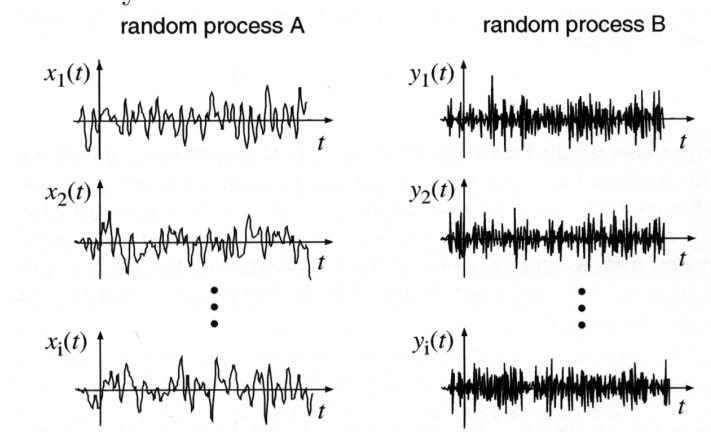 random process A
random process B
x₁(t)
t
y₁(t)
t
x₂(t)
t
y₂(t)
t
xᵢ(t)
t
yᵢ(t)
t